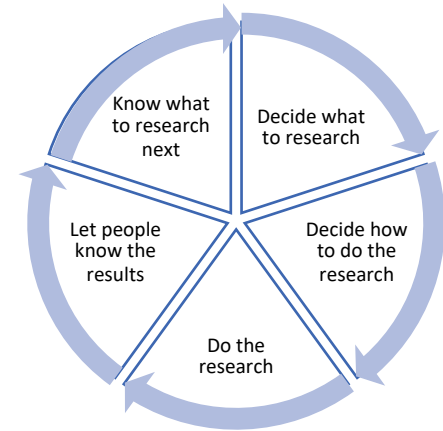 Know what
to research
next
Decide what
to research
Decide how
to do the
research
Do the
research
Let people
know the
results